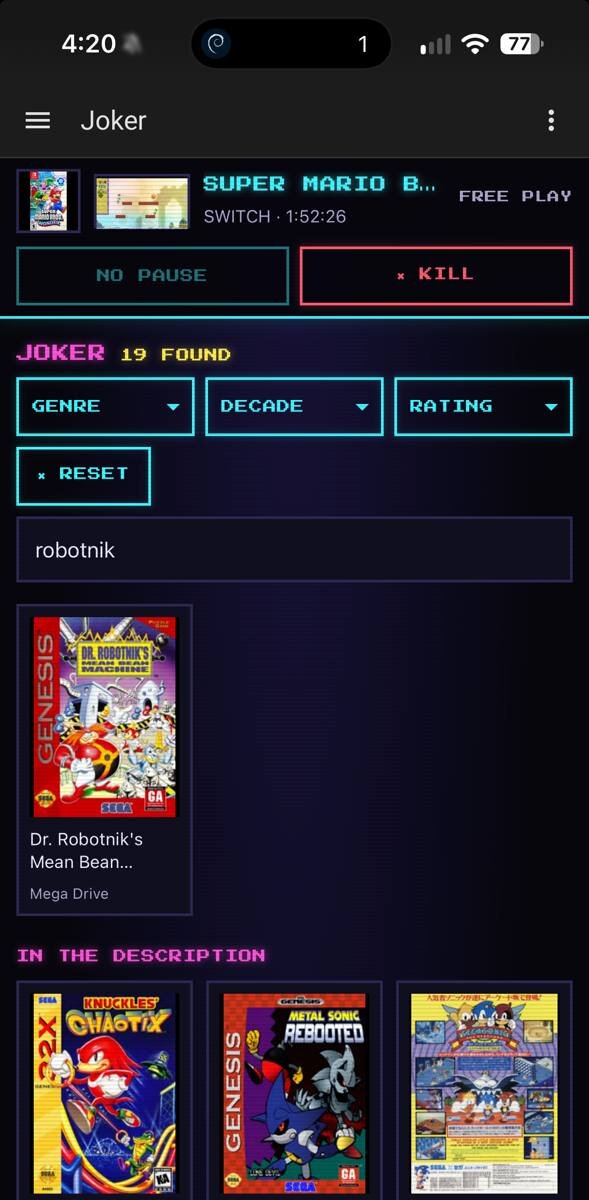 4:20
1
77
Joker
SUPER MARIO B...
SWITCH · 1:52:26
FREE PLAY
NO PAUSE
× KILL
JOKER 19 FOUND
GENRE
DECADE
RATING
× RESET
robotnik
GENESIS
DR. ROBOTNIK'S
MEAN BEAN
MACHINE
SEGA
GA
Dr. Robotnik's
Mean Bean...
Mega Drive
IN THE DESCRIPTION
SEGA
32X
KNUCKLES'
CHAOTIX
KA
GENESIS
GENESIS
METAL SONIC
REBOOTED
SEGA
GA